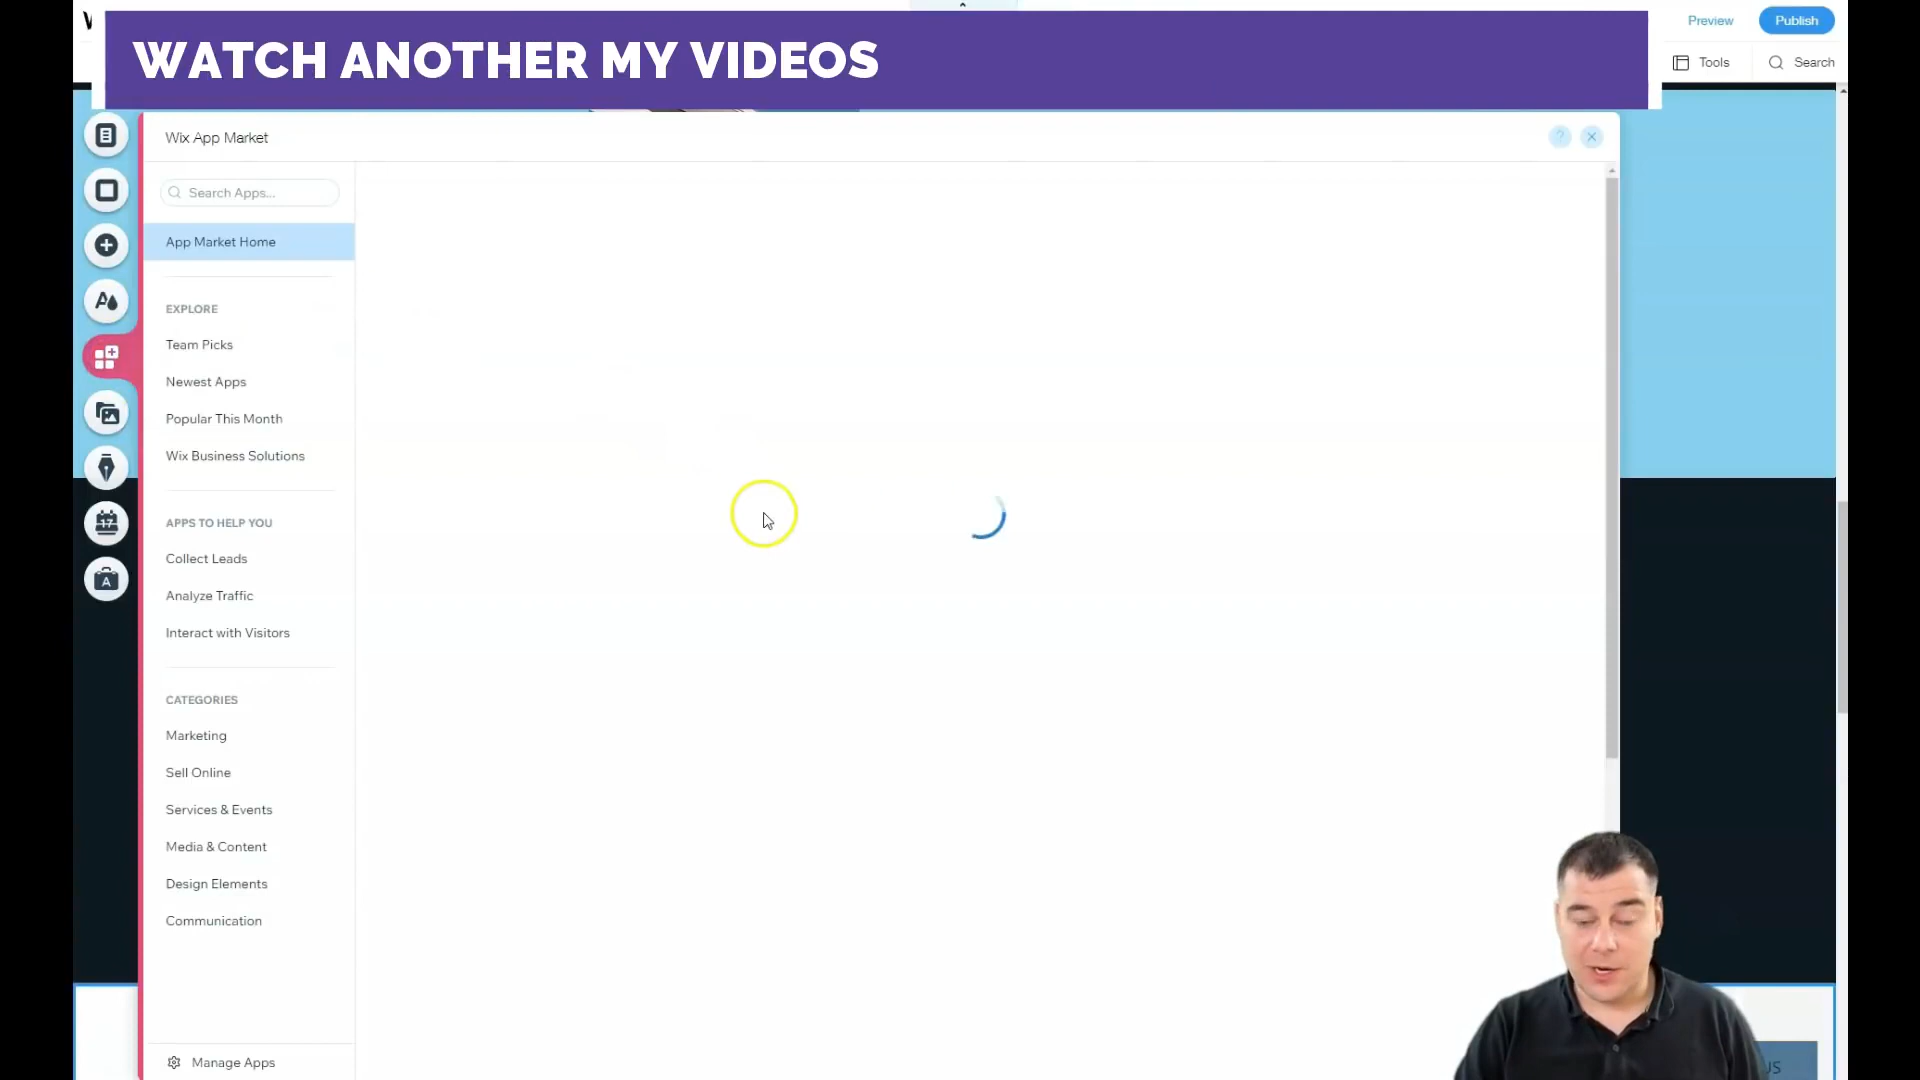 WATCH ANOTHER MY VIDEOS
Preview
Publish
Tools
Search
Wix App Market
?
Search Apps...
App Market Home
EXPLORE
Team Picks
Newest Apps
Popular This Month
Wix Business Solutions
APPS TO HELP YOU
Collect Leads
Analyze Traffic
Interact with Visitors
CATEGORIES
Marketing
Sell Online
Services & Events
Media & Content
Design Elements
Communication
Manage Apps
17
A
US